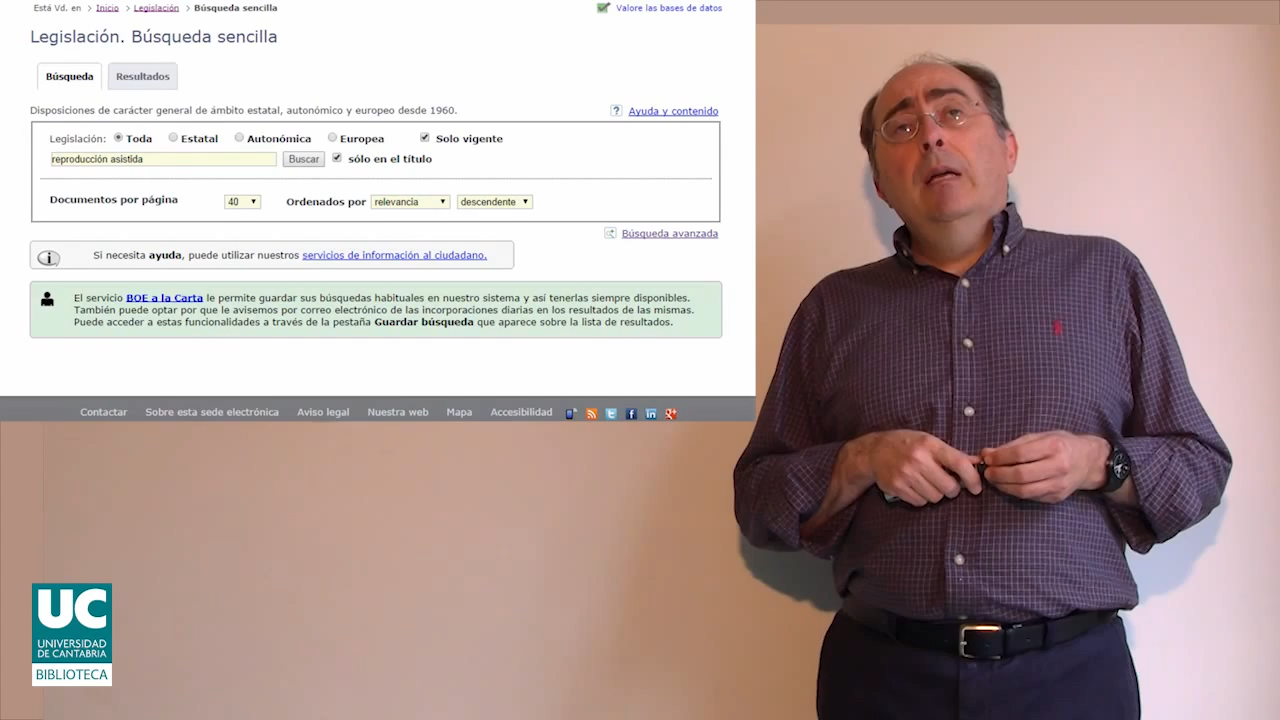 Está Vd. en > Inicio > Legislación > Búsqueda sencilla
Valore las bases de datos
Legislación. Búsqueda sencilla
Búsqueda Resultados
Disposiciones de carácter general de ámbito estatal, autonómico y europeo desde 1960.
? Ayuda y contenido
Legislación: Toda Estatal Autonómica Europea Solo vigente
reproducción asistida Buscar sólo en el título
Documentos por página 40 Ordenados por relevancia descendente
Búsqueda avanzada
Si necesita ayuda, puede utilizar nuestros servicios de información al ciudadano.
El servicio BOE a la Carta le permite guardar sus búsquedas habituales en nuestro sistema y así tenerlas siempre disponibles.
También puede optar por que le avisemos por correo electrónico de las incorporaciones diarias en los resultados de las mismas.
Puede acceder a estas funcionalidades a través de la pestaña Guardar búsqueda que aparece sobre la lista de resultados.
Contactar Sobre esta sede electrónica Aviso legal Nuestra web Mapa Accesibilidad
UC
UNIVERSIDAD
DE CANTABRIA
BIBLIOTECA